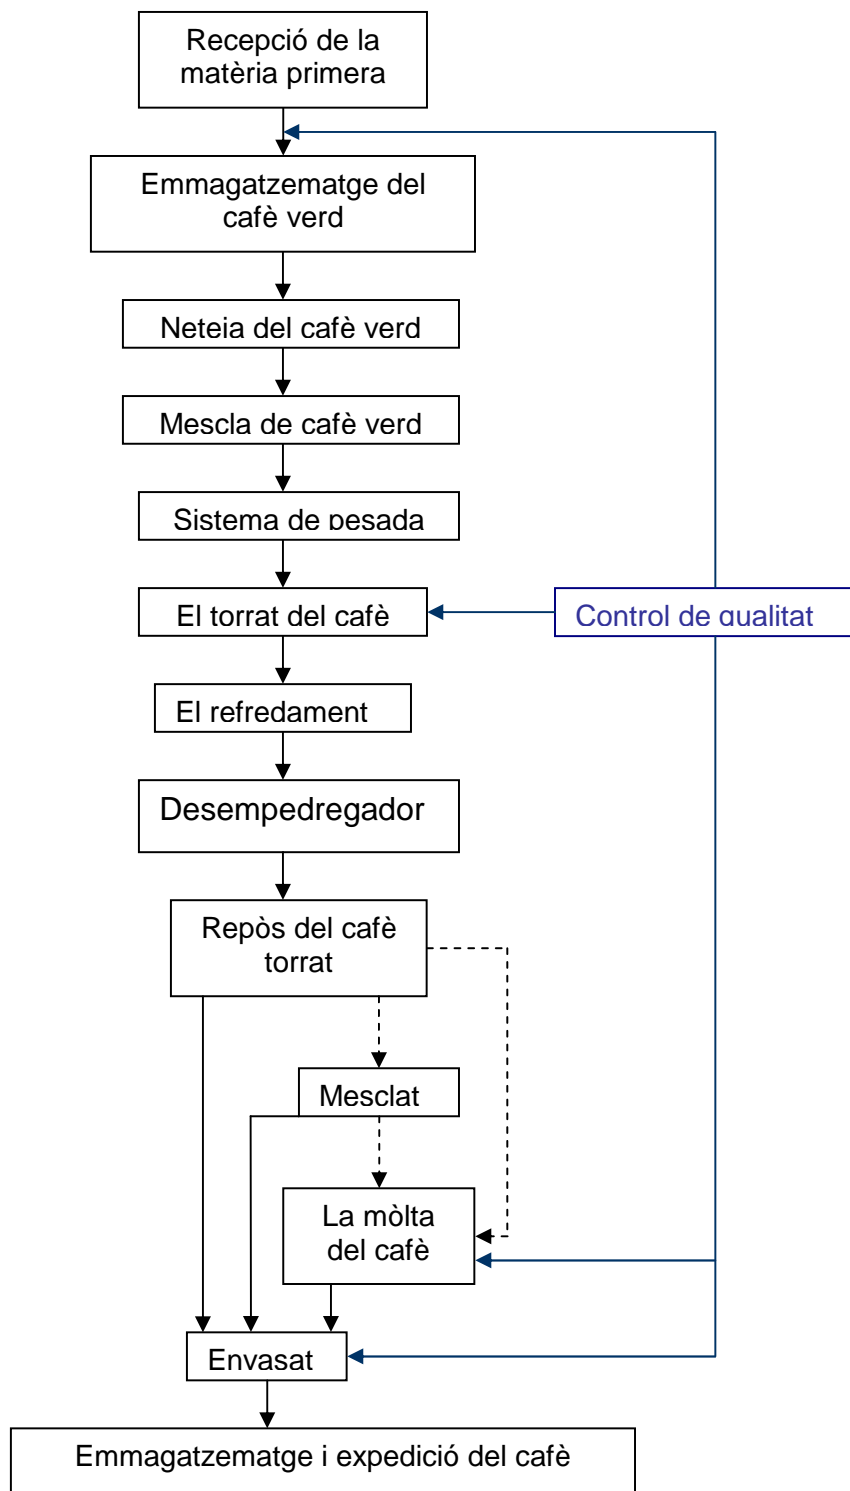 Recepció de la
matèria primera
Emmagatzematge del
cafè verd
Neteja del cafè verd
Mescla de cafè verd
Sistema de pesada
El torrat del cafè
Control de qualitat
El refredament
Desempedregador
Repòs del cafè
torrat
Mesclat
La mòlta
del cafè
Envasat
Emmagatzematge i expedició del cafè